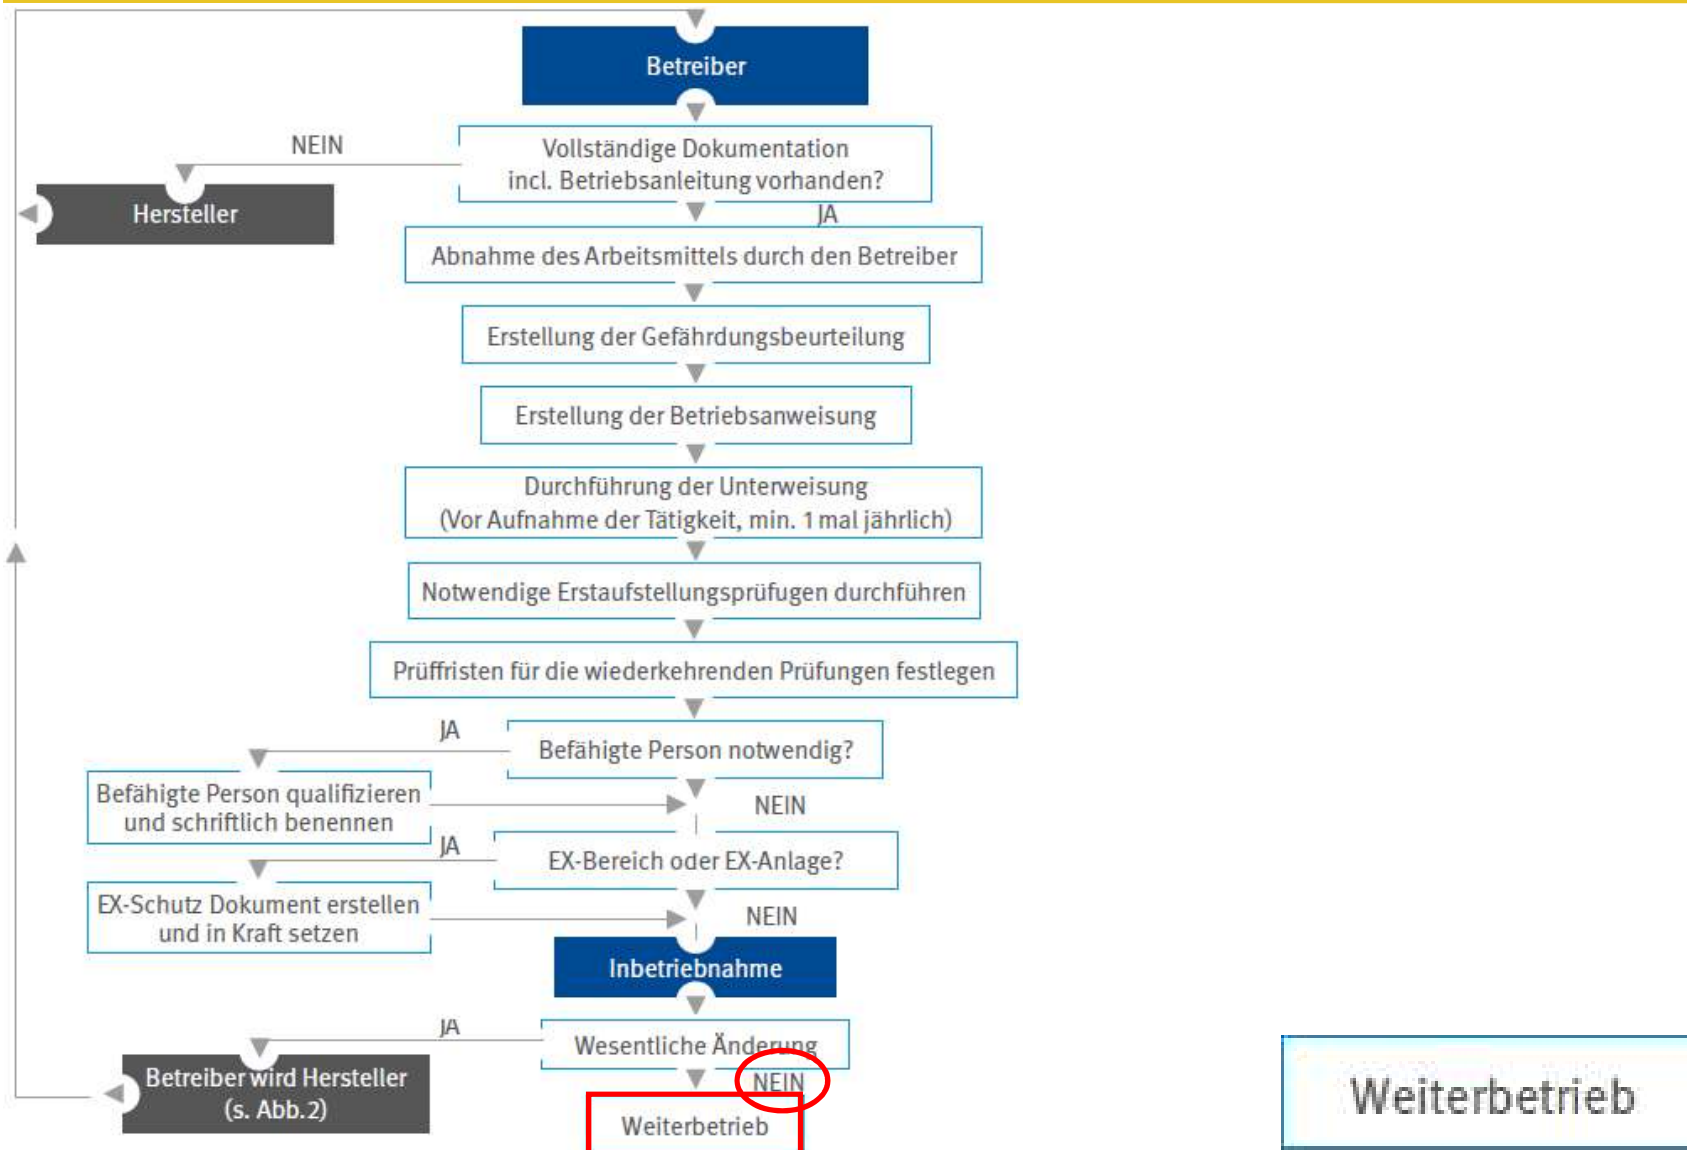 Betreiber
NEIN
Vollständige Dokumentation
incl. Betriebsanleitung vorhanden?
Hersteller
JA
Abnahme des Arbeitsmittels durch den Betreiber
Erstellung der Gefährdungsbeurteilung
Erstellung der Betriebsanweisung
Durchführung der Unterweisung
(Vor Aufnahme der Tätigkeit, min. 1 mal jährlich)
Notwendige Erstaufstellungsprüfugen durchführen
Prüffristen für die wiederkehrenden Prüfungen festlegen
JA
Befähigte Person notwendig?
Befähigte Person qualifizieren
und schriftlich benennen
NEIN
JA
EX-Bereich oder EX-Anlage?
EX-Schutz Dokument erstellen
und in Kraft setzen
NEIN
Inbetriebnahme
JA
Wesentliche Änderung
Betreiber wird Hersteller
(s. Abb.2)
NEIN
Weiterbetrieb
Weiterbetrieb